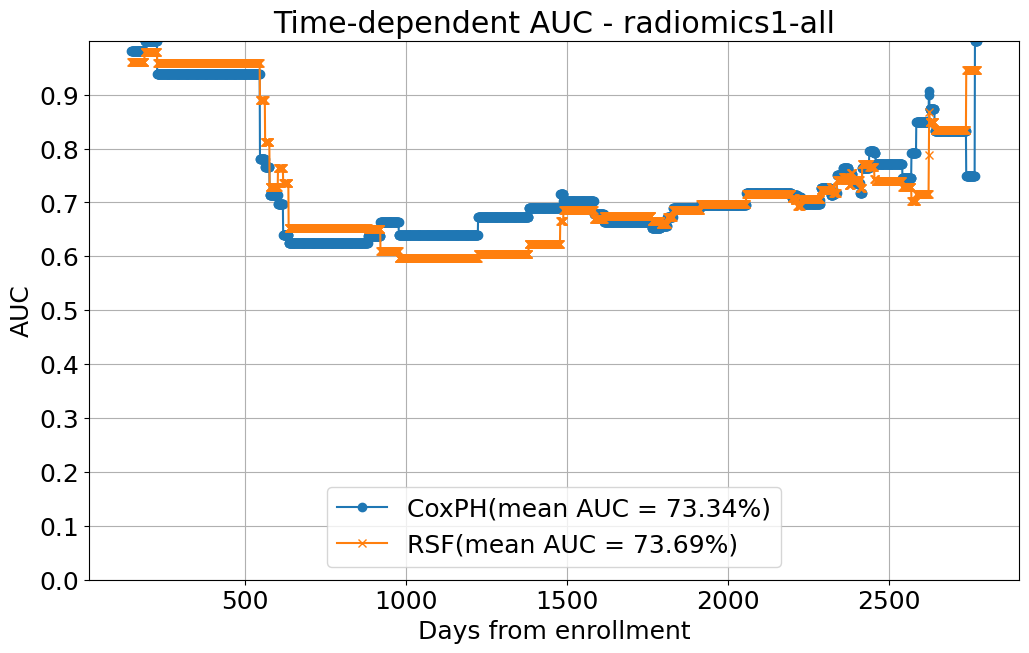 Time-dependent AUC - radiomics1-all
AUC
0.9
0.8
0.7
0.6
0.5
0.4
0.3
0.2
0.1
0.0
CoxPH(mean AUC = 73.34%)
RSF(mean AUC = 73.69%)
500 1000 1500 2000 2500
Days from enrollment